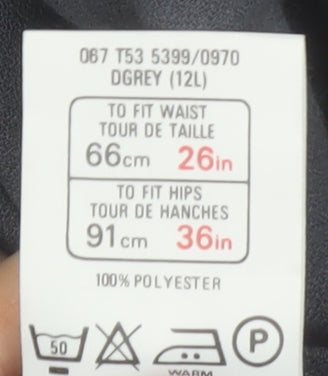 067 T53 5399/0970
DGREY (12L)
TO FIT WAIST
TOUR DE TAILLE
66cm 26in
TO FIT HIPS
TOUR DE HANCHES
91cm 36in
100% POLYESTER
50
P
WARM